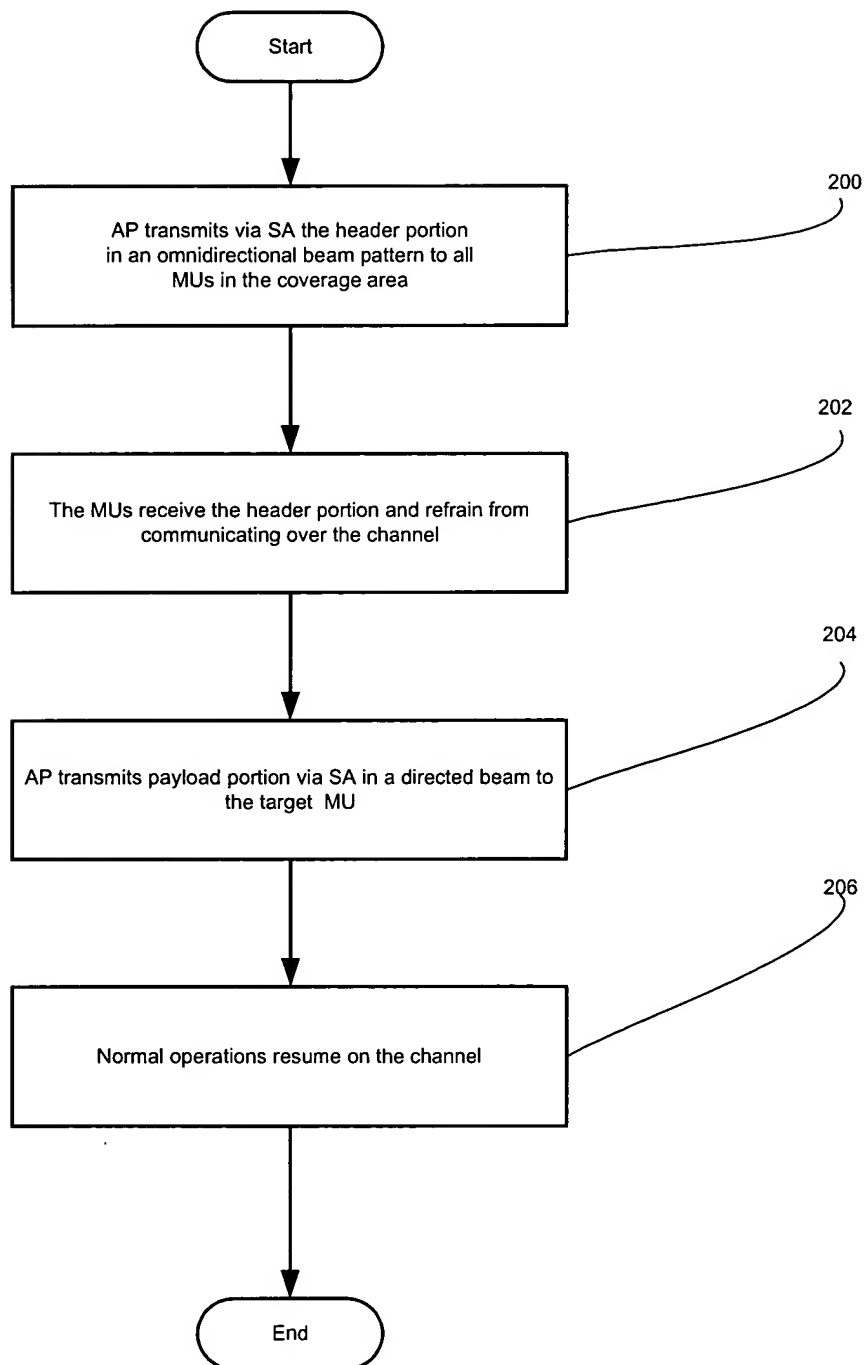 Start
200
AP transmits via SA the header portion
in an omnidirectional beam pattern to all
MUs in the coverage area
202
The MUs receive the header portion and refrain from
communicating over the channel
204
AP transmits payload portion via SA in a directed beam to
the target MU
206
Normal operations resume on the channel
End